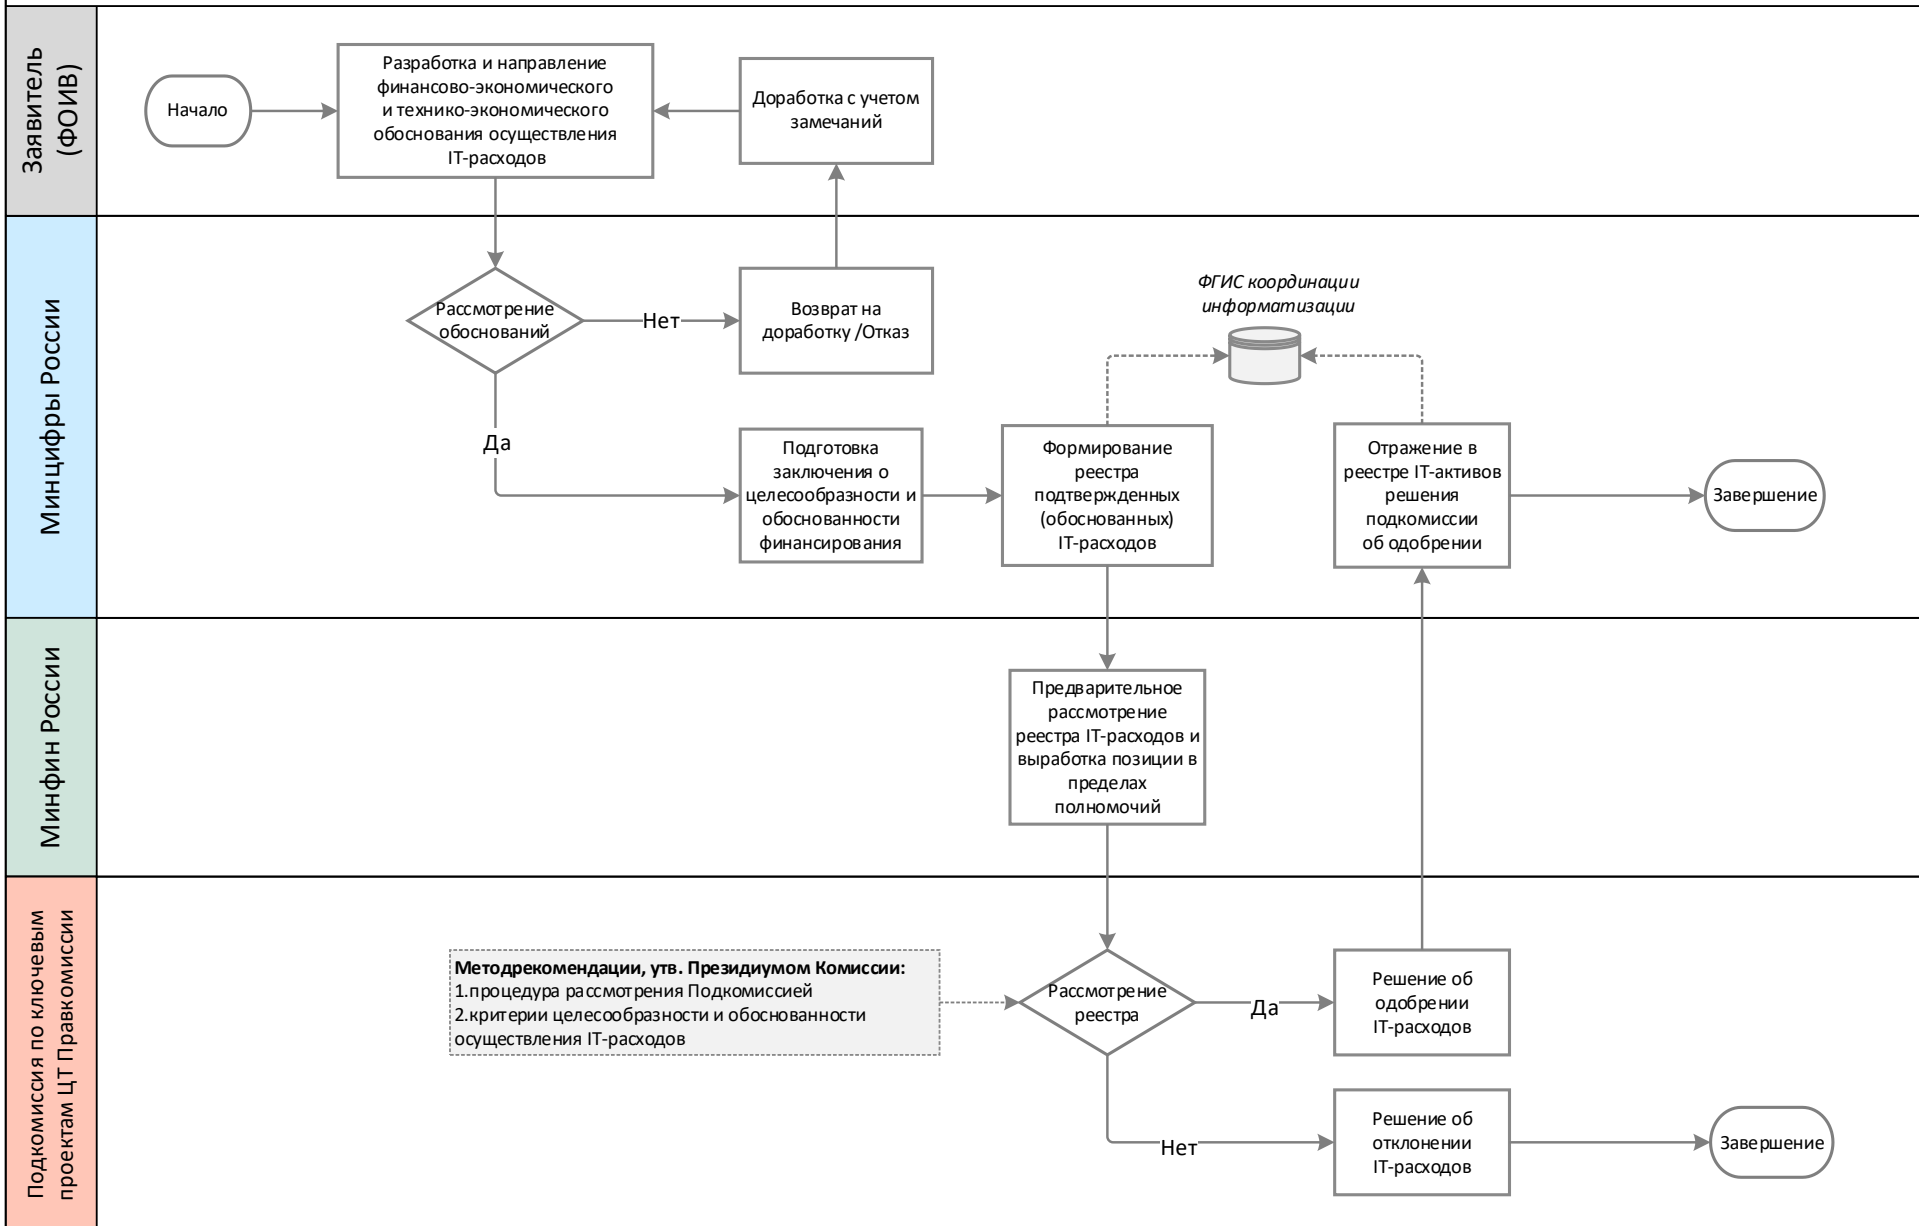 Заявитель
(ФОИВ)
Начало
Разработка и направление
финансово-экономического
и технико-экономического
обоснования осуществления
IT-расходов
Доработка с учетом
замечаний
Минцифры России
Рассмотрение
обоснований
Нет
Возврат на
доработку /Отказ
ФГИС координации
информатизации
Да
Подготовка
заключения о
целесообразности и
обоснованности
финансирования
Формирование
реестра
подтвержденных
(обоснованных)
IT-расходов
Отражение в
реестре IT-активов
решения
подкомиссии
об одобрении
Завершение
Минфин России
Предварительное
рассмотрение
реестра IT-расходов и
выработка позиции в
пределах
полномочий
Подкомиссия по ключевым
проектам ЦТ Правкомиссии
Методрекомендации, утв. Президиумом Комиссии:
1.процедура рассмотрения Подкомиссией
2.критерии целесообразности и обоснованности
осуществления IT-расходов
Рассмотрение
реестра
Да
Решение об
одобрении
IT-расходов
Нет
Решение об
отклонении
IT-расходов
Завершение